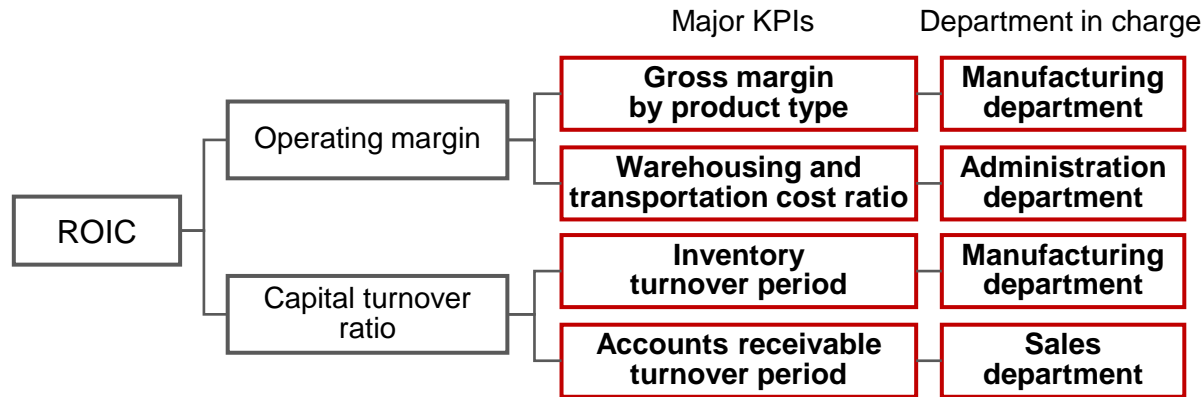 Major KPIs
Department in charge
Gross margin
by product type
Manufacturing
department
Operating margin
Warehousing and
transportation cost ratio
Administration
department
ROIC
Inventory
turnover period
Manufacturing
department
Capital turnover
ratio
Accounts receivable
turnover period
Sales
department